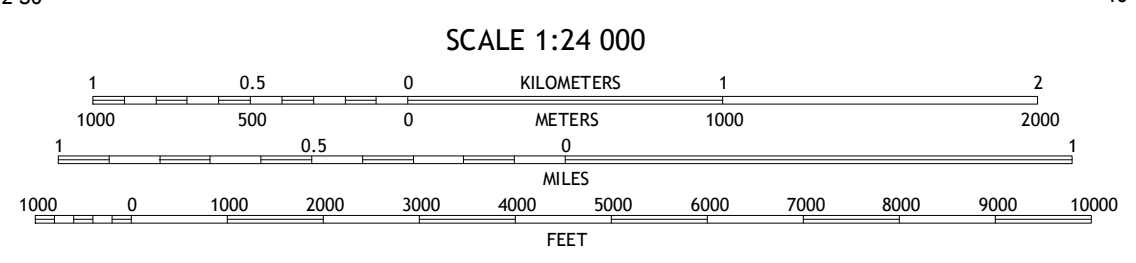 SCALE 1:24 000
1 0.5 0 KILOMETERS 1 2
1000 500 0 METERS 1000 2000
1 0.5 0 1
MILES
1000 0 1000 2000 3000 4000 5000 6000 7000 8000 9000 10000
FEET